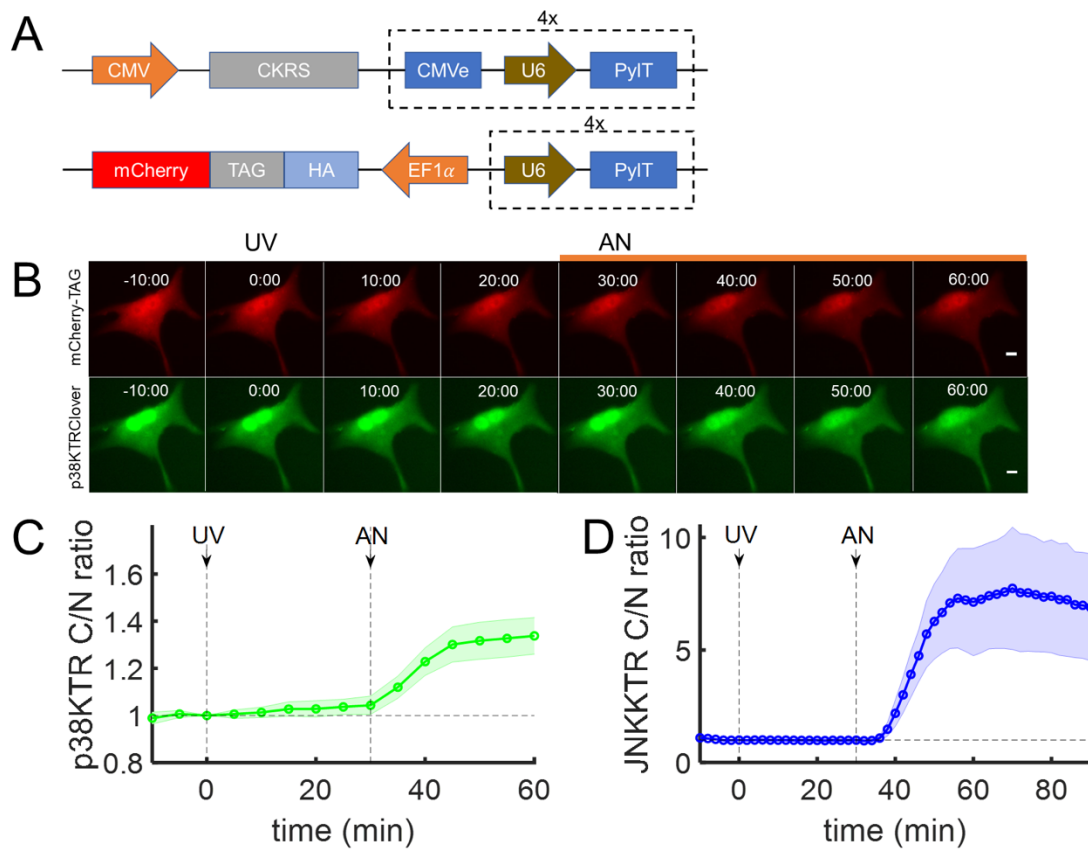 A
4x
CMV
CKRS
CMVe
U6
PylT
4x
mCherry
TAG
HA
EF1α
U6
PylT
UV
AN
B
mCherry-TAG
-10:00
0:00
10:00
20:00
30:00
40:00
50:00
60:00
p38KTRClover
-10:00
0:00
10:00
20:00
30:00
40:00
50:00
60:00
C
p38KTR C/N ratio
1.6
1.4
1.2
1
0.8
UV
AN
0
20
40
60
time (min)
D
JNKKTR C/N ratio
10
5
0
UV
AN
0
20
40
60
80
time (min)